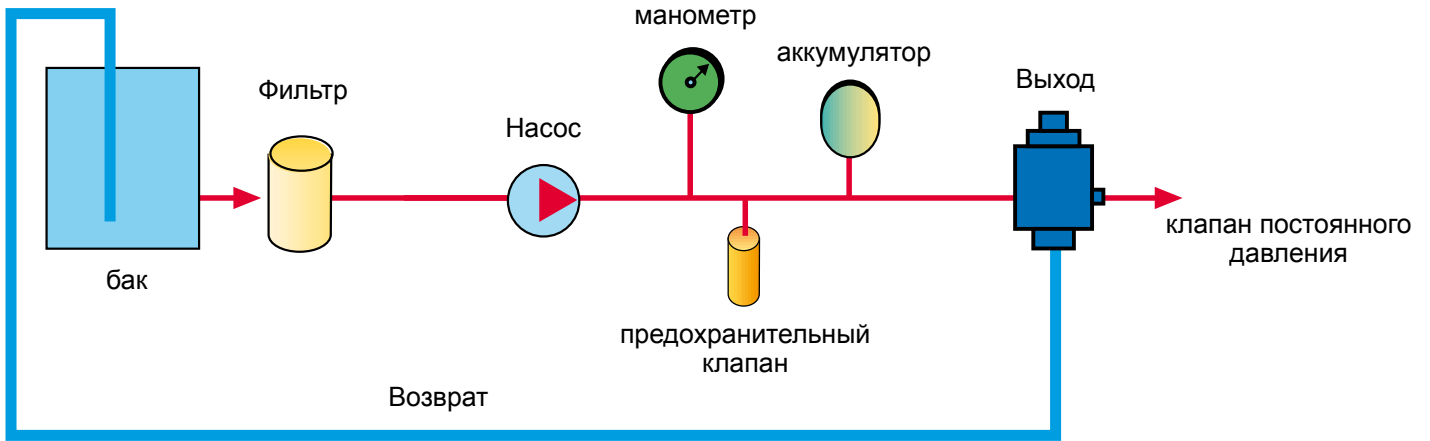 манометр
аккумулятор
Выход
Фильтр
Насос
клапан постоянного
давления
бак
предохранительный
клапан
Возврат